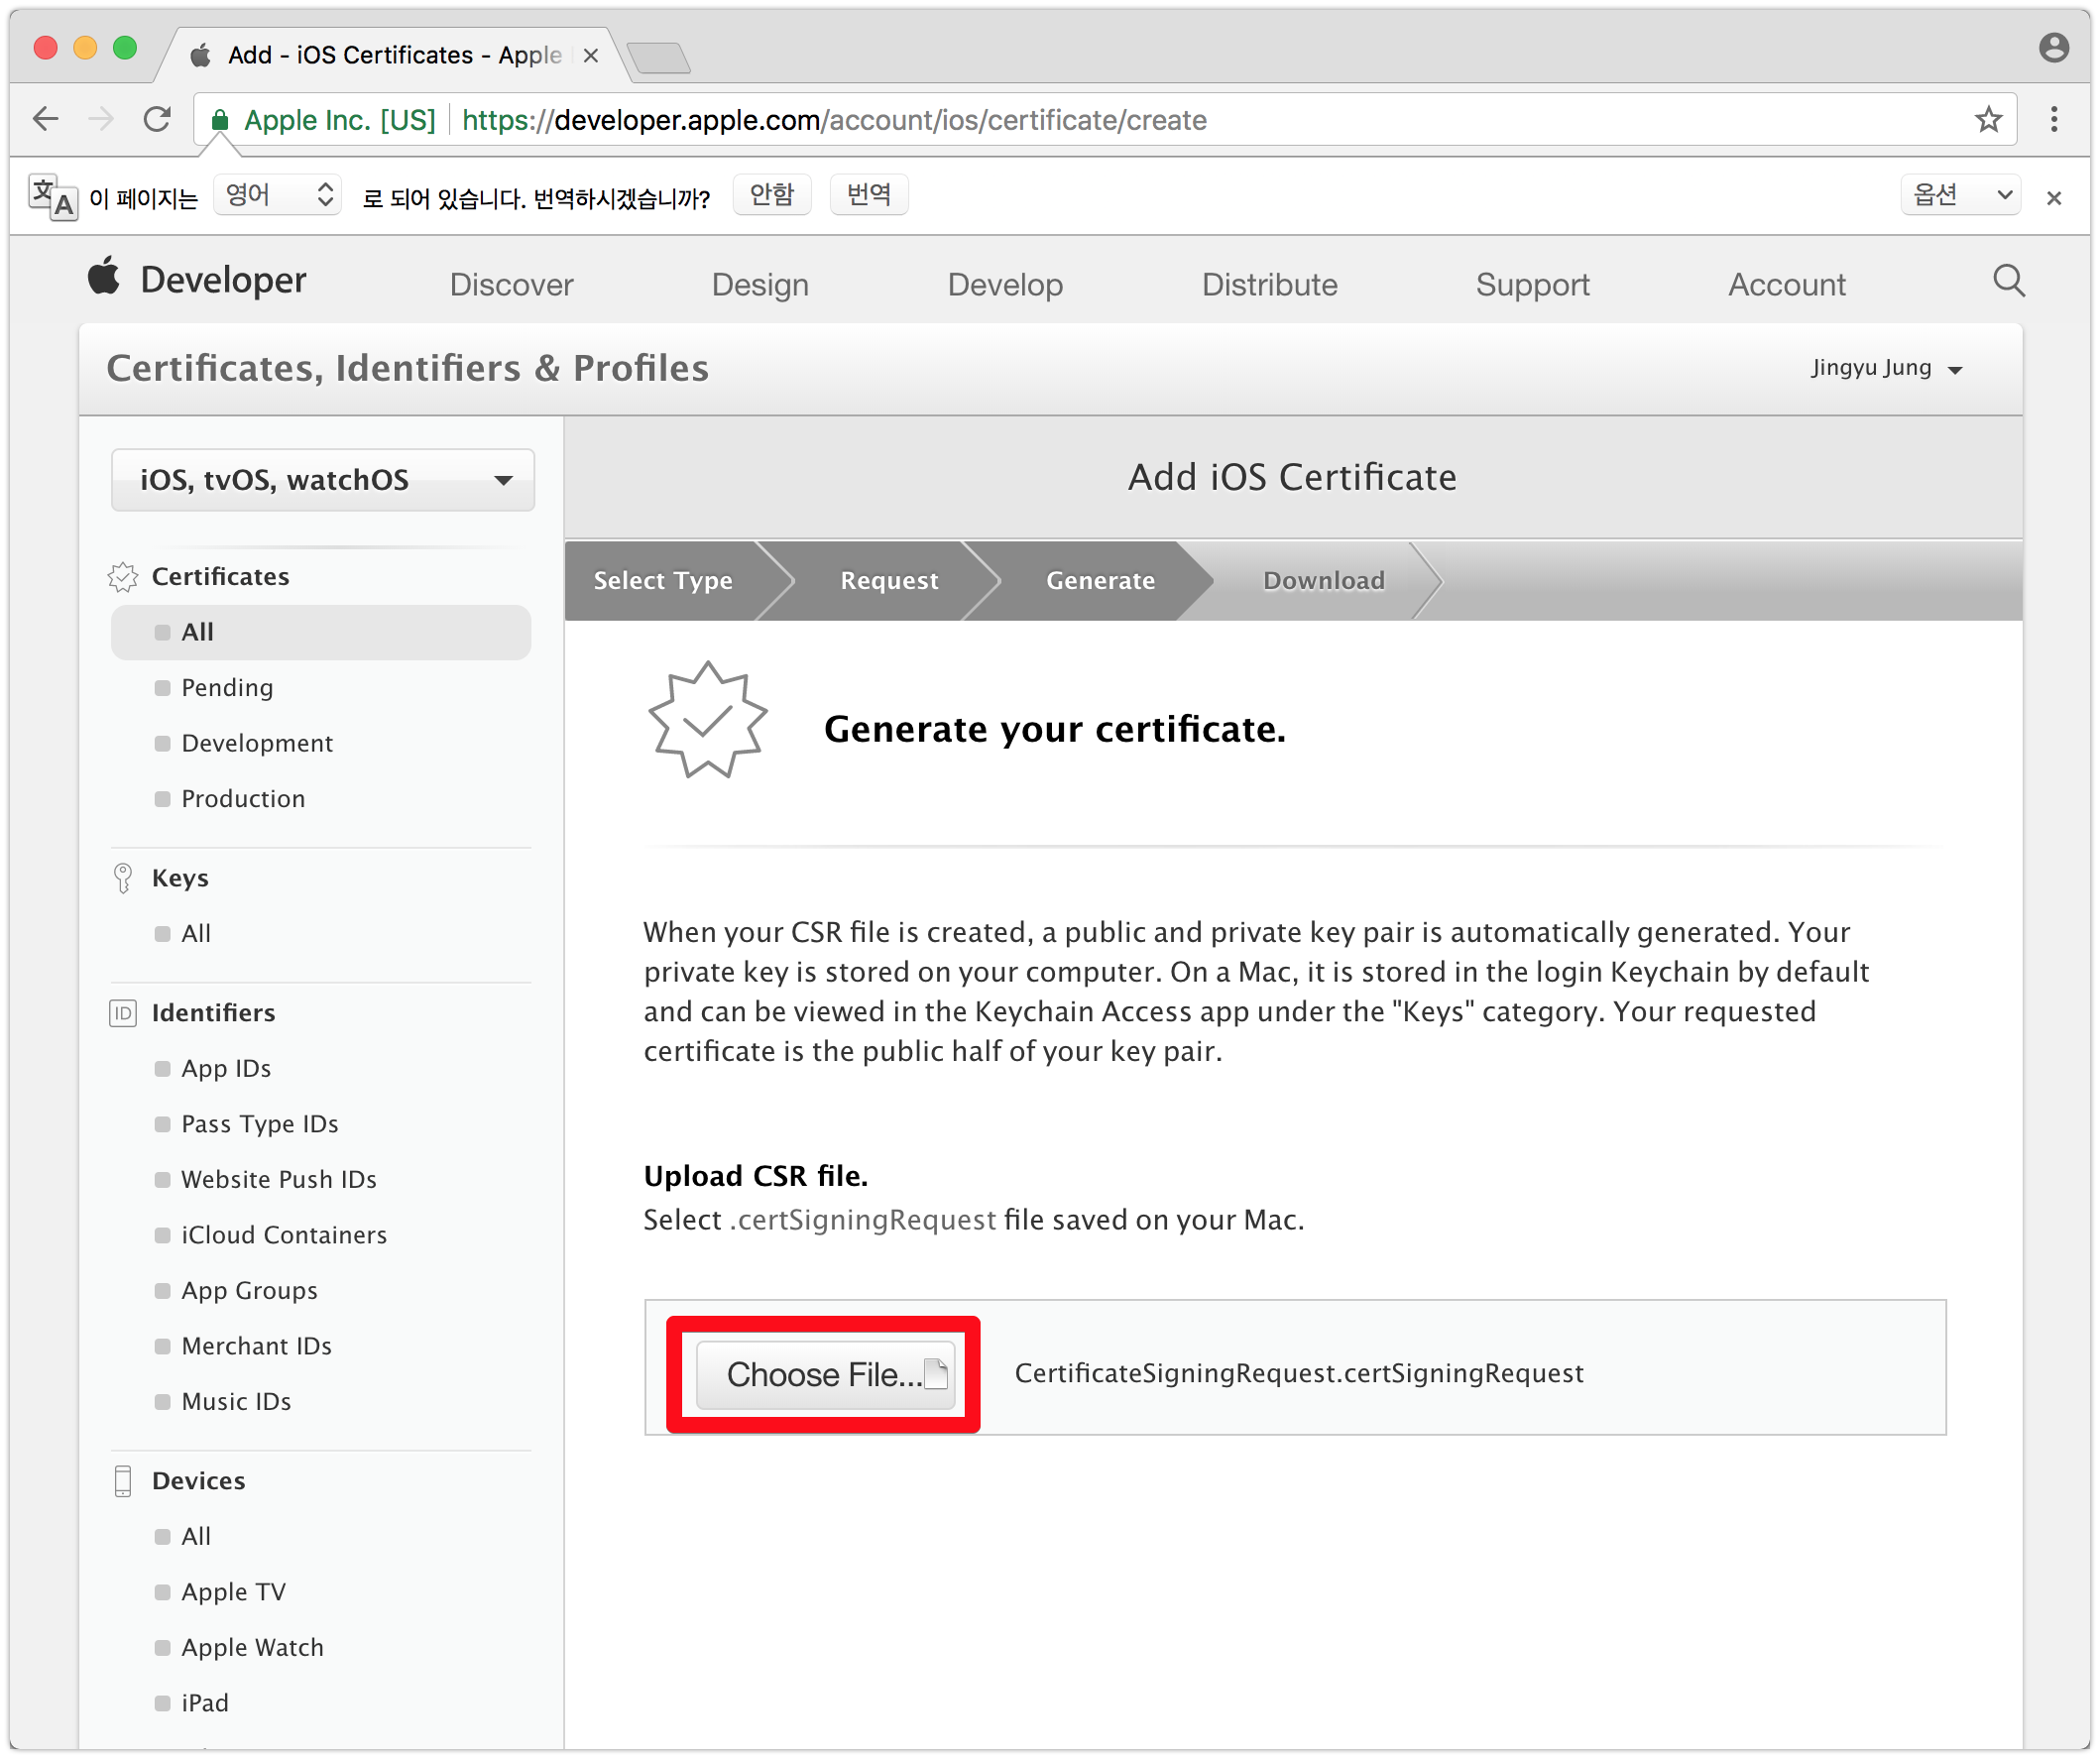 Add - iOS Certificates - Apple
Apple Inc. [US] https://developer.apple.com/account/ios/certificate/create
文A 이 페이지는 영어 로 되어 있습니다. 번역하시겠습니까? 안함 번역 옵션
Developer Discover Design Develop Distribute Support Account
Certificates, Identifiers & Profiles Jingyu Jung
iOS, tvOS, watchOS
Certificates
All
Pending
Development
Production
Keys
All
ID Identifiers
App IDs
Pass Type IDs
Website Push IDs
iCloud Containers
App Groups
Merchant IDs
Music IDs
Devices
All
Apple TV
Apple Watch
iPad
Add iOS Certificate
Select Type Request Generate Download
Generate your certificate.
When your CSR file is created, a public and private key pair is automatically generated. Your
private key is stored on your computer. On a Mac, it is stored in the login Keychain by default
and can be viewed in the Keychain Access app under the "Keys" category. Your requested
certificate is the public half of your key pair.
Upload CSR file.
Select .certSigningRequest file saved on your Mac.
Choose File... CertificateSigningRequest.certSigningRequest